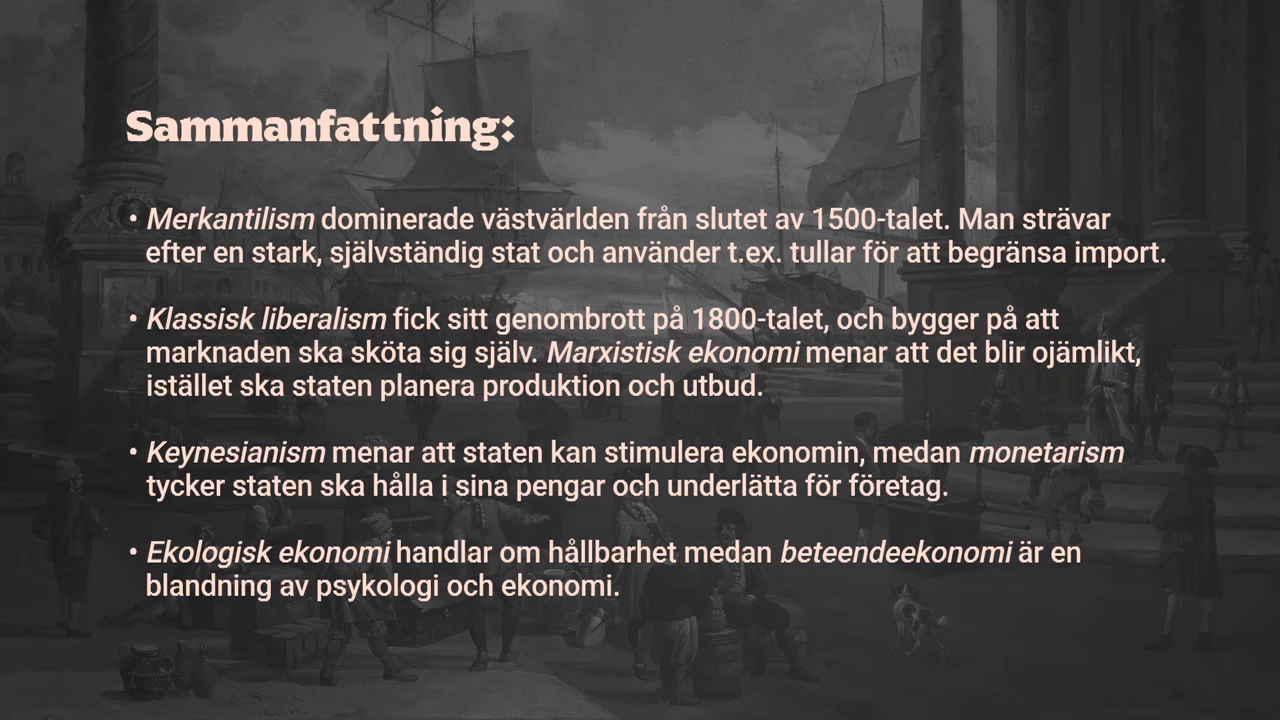 Sammanfattning:
• Merkantilism dominerade västvärlden från slutet av 1500-talet. Man strävar
efter en stark, självständig stat och använder t.ex. tullar för att begränsa import.
• Klassisk liberalism fick sitt genombrott på 1800-talet, och bygger på att
marknaden ska sköta sig själv. Marxistisk ekonomi menar att det blir ojämlikt,
istället ska staten planera produktion och utbud.
• Keynesianism menar att staten kan stimulera ekonomin, medan monetarism
tycker staten ska hålla i sina pengar och underlätta för företag.
• Ekologisk ekonomi handlar om hållbarhet medan beteendeekonomi är en
blandning av psykologi och ekonomi.